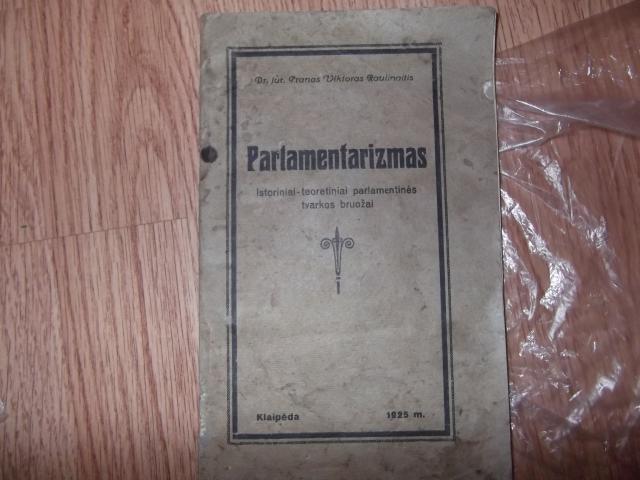 Dr. jur. Pranas Viktoras Raulinaitis
Parlamentarizmas
Istoriniai-teoretiniai parlamentinės
tvarkos bruožai
Klaipėda 1925 m.